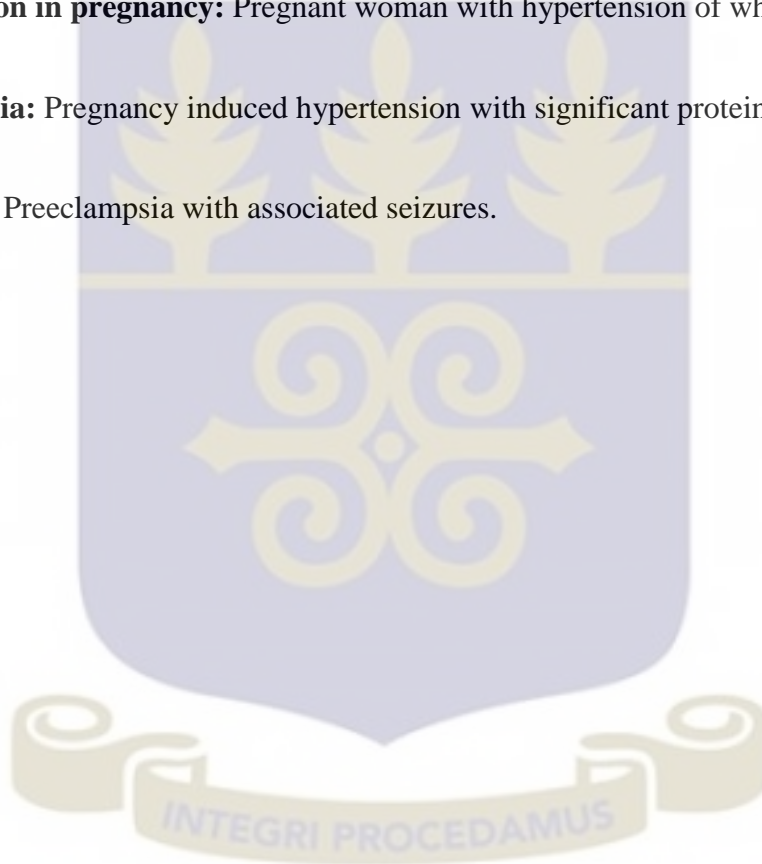 on in pregnancy: Pregnant woman with hypertension of wh
ia: Pregnancy induced hypertension with significant protein
Preeclampsia with associated seizures.
INTEGRI PROCEDAMUS